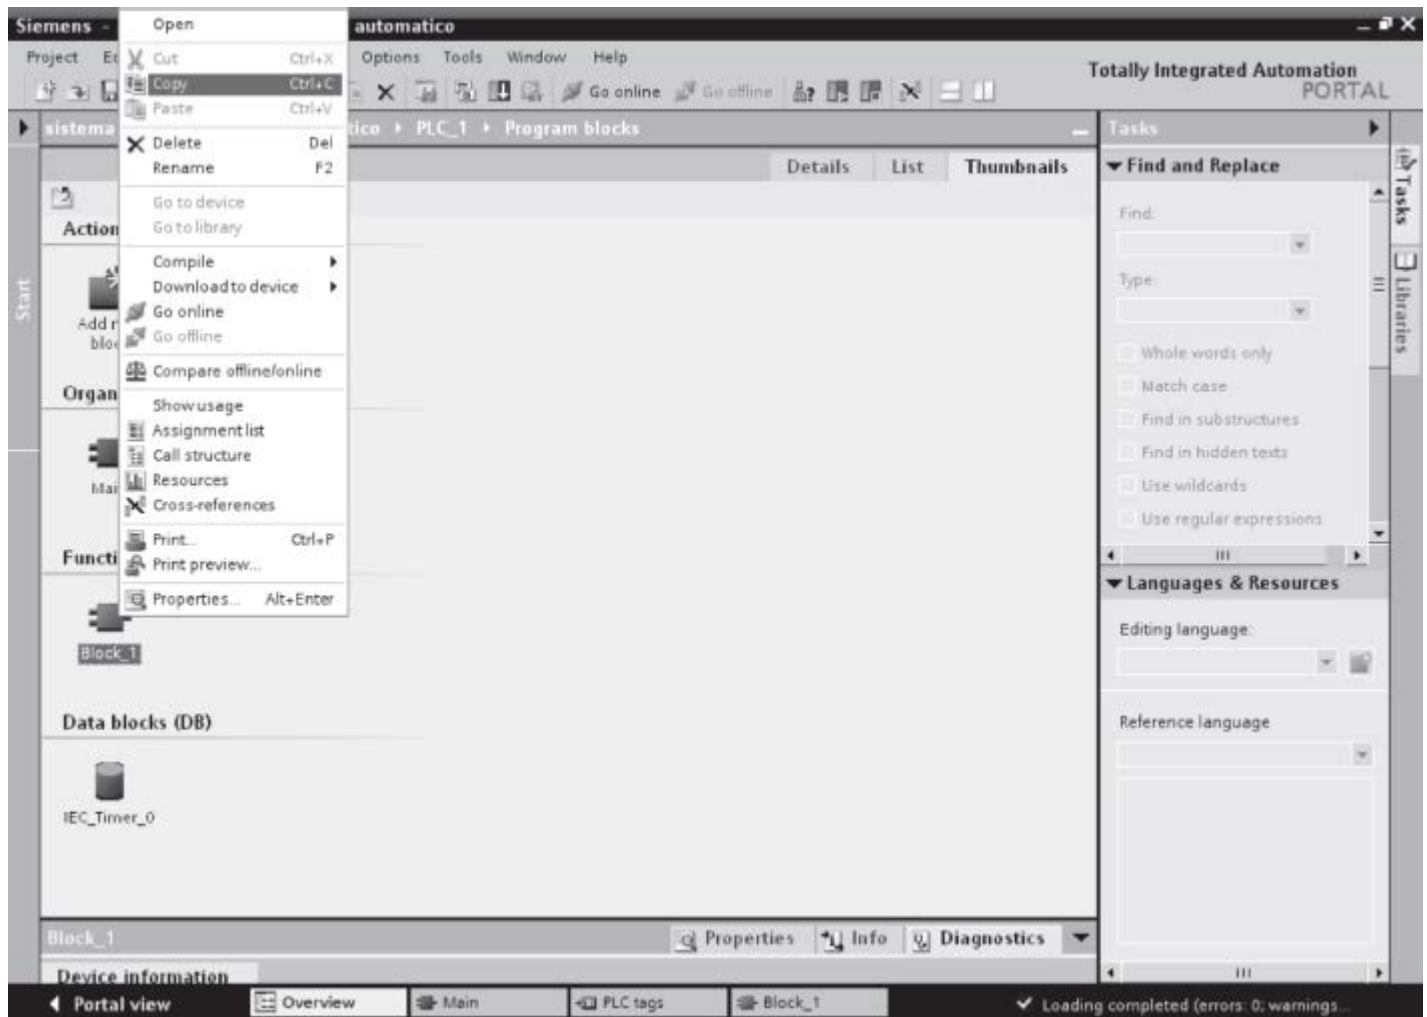 Siemens - automatico
Project Ed Options Tools Window Help
Totally Integrated Automation
PORTAL
Go online Go offline
Open
Cut Ctrl+X
Copy Ctrl+C
Paste Ctrl+V
Delete Del
Rename F2
Go to device
Go to library
Compile
Download to device
Go online
Go offline
Compare offline/online
Show usage
Assignment list
Call structure
Resources
Cross-references
Print... Ctrl+P
Print preview...
Properties... Alt+Enter
sistema tico PLC_1 Program blocks
Details List Thumbnails
Start
Action
Add n
bloc
Organ
Mai
Functi
Block_1
Data blocks (DB)
IEC_Timer_0
Tasks
Find and Replace
Find:
Type:
Whole words only
Match case
Find in substructures
Find in hidden texts
Use wildcards
Use regular expressions
Languages & Resources
Editing language:
Reference language
Tasks
Libraries
Block_1 Properties Info Diagnostics
Device information
Portal view Overview Main PLC tags Block_1 Loading completed (errors: 0; warnings...